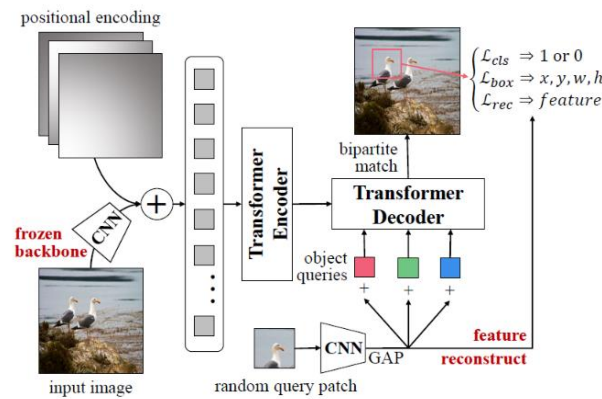 positional encoding
CNN
frozen
backbone
input image
+
Transformer
Encoder
bipartite
match
Transformer
Decoder
object
queries
+ + +
random query patch
CNN
GAP
feature
reconstruct
ℒcls ⇒ 1 or 0
ℒbox ⇒ x, y, w, h
ℒrec ⇒ feature